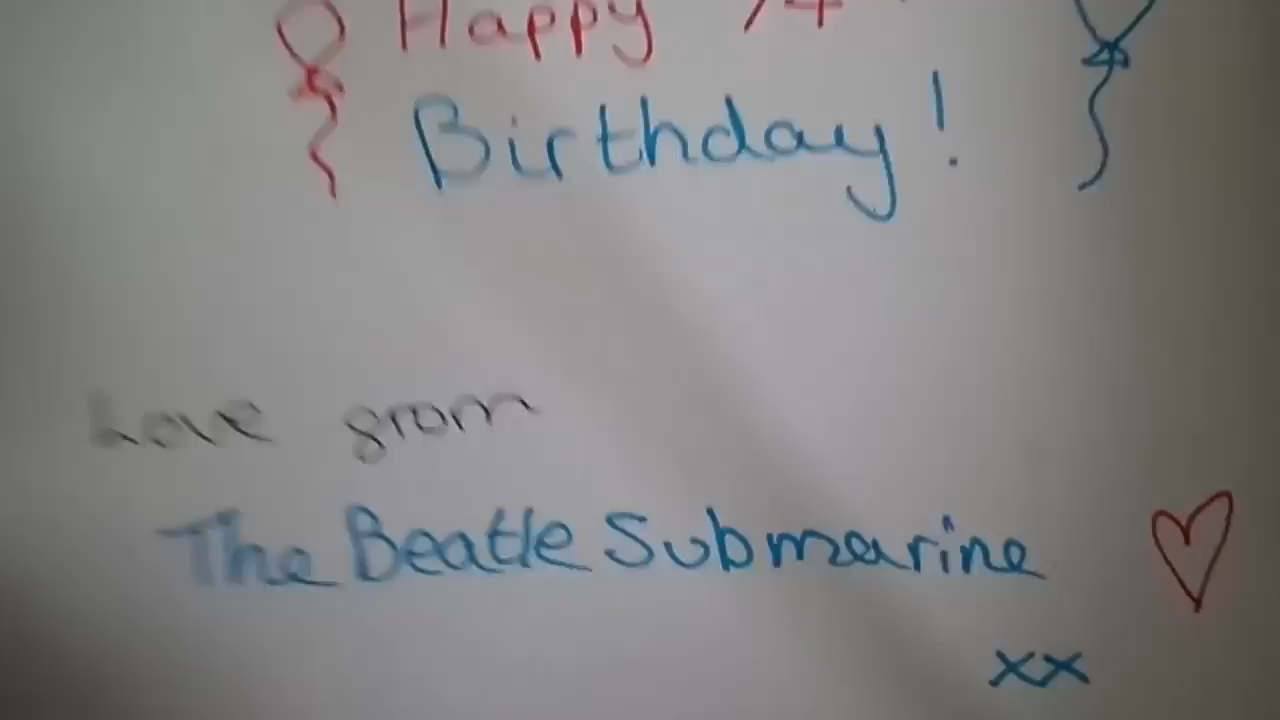 Happy
Birthday!
Love from
The Beatle Submarine
xx